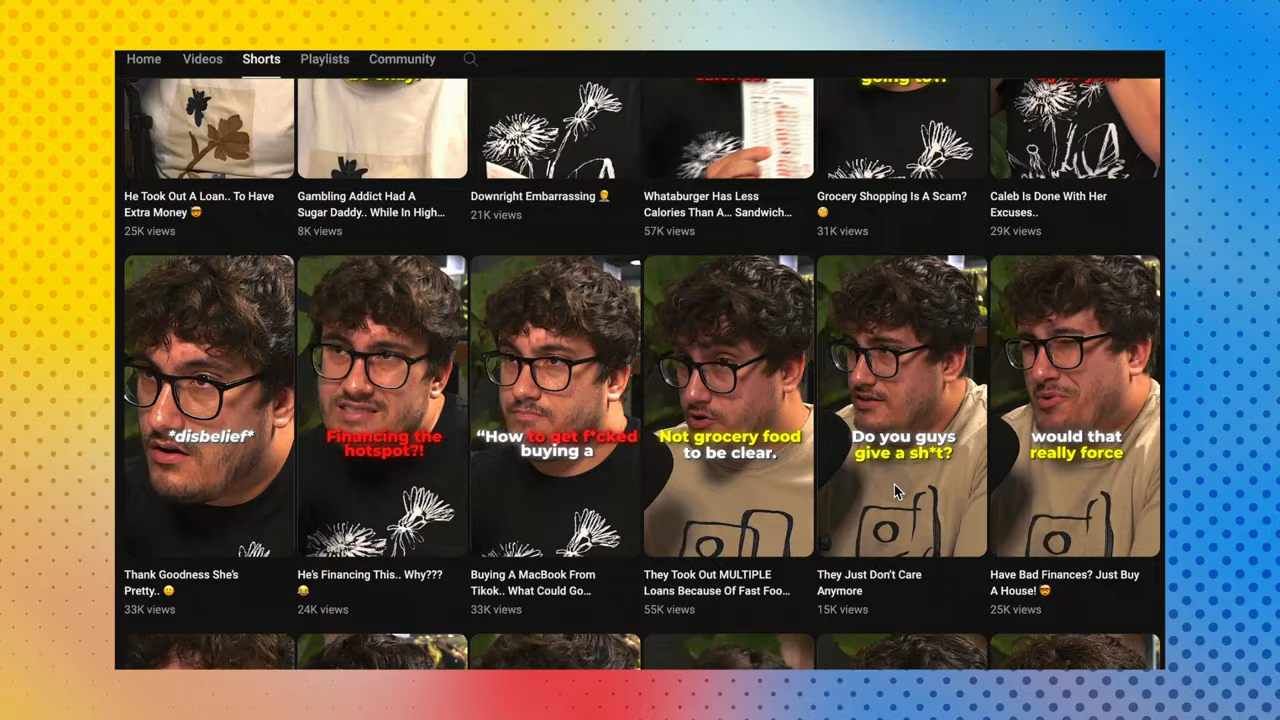 Home Videos Shorts Playlists Community
going to?!
He Took Out A Loan.. To Have
Extra Money 🤯
25K views
Gambling Addict Had A
Sugar Daddy.. While In High...
8K views
Downright Embarrassing 🤦
21K views
Whataburger Has Less
Calories Than A... Sandwich...
57K views
Grocery Shopping Is A Scam?
🤔
31K views
Caleb Is Done With Her
Excuses..
29K views
*disbelief*
Financing the
hotspot?!
“How to get f*cked
buying a
Not grocery food
to be clear.
Do you guys
give a sh*t?
would that
really force
Thank Goodness She's
Pretty.. 🙂
33K views
He's Financing This.. Why???
😂
24K views
Buying A MacBook From
Tikok.. What Could Go...
33K views
They Took Out MULTIPLE
Loans Because Of Fast Foo...
55K views
They Just Don't Care
Anymore
15K views
Have Bad Finances? Just Buy
A House! 🤯
25K views